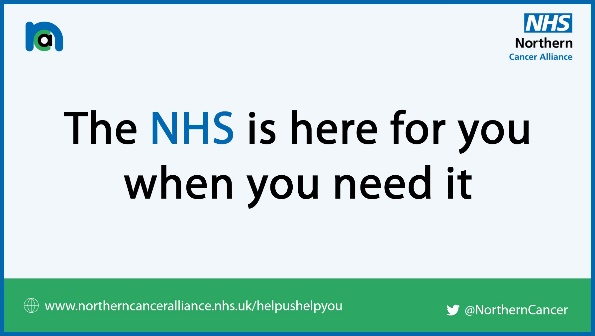 na
NHS
Northern
Cancer Alliance
The NHS is here for you
when you need it
www.northerncanceralliance.nhs.uk/helpushelpyou
@NorthernCancer